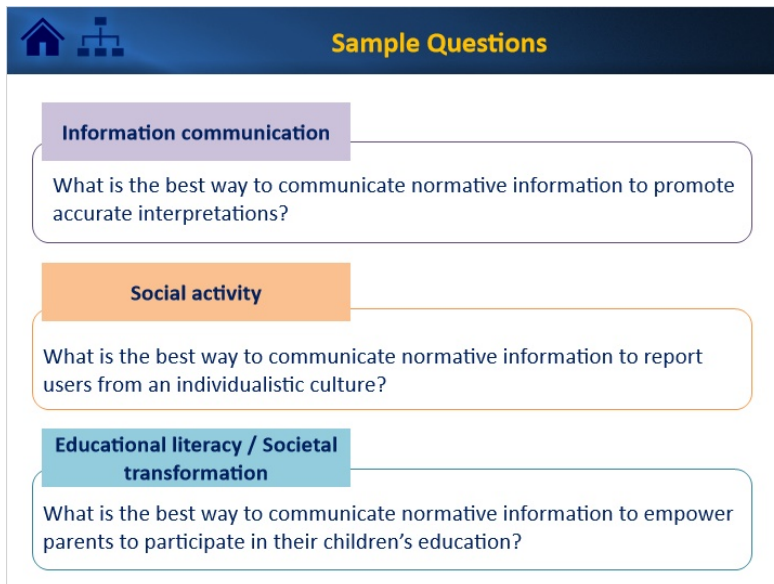 Sample Questions
Information communication
What is the best way to communicate normative information to promote
accurate interpretations?
Social activity
What is the best way to communicate normative information to report
users from an individualistic culture?
Educational literacy / Societal
transformation
What is the best way to communicate normative information to empower
parents to participate in their children’s education?